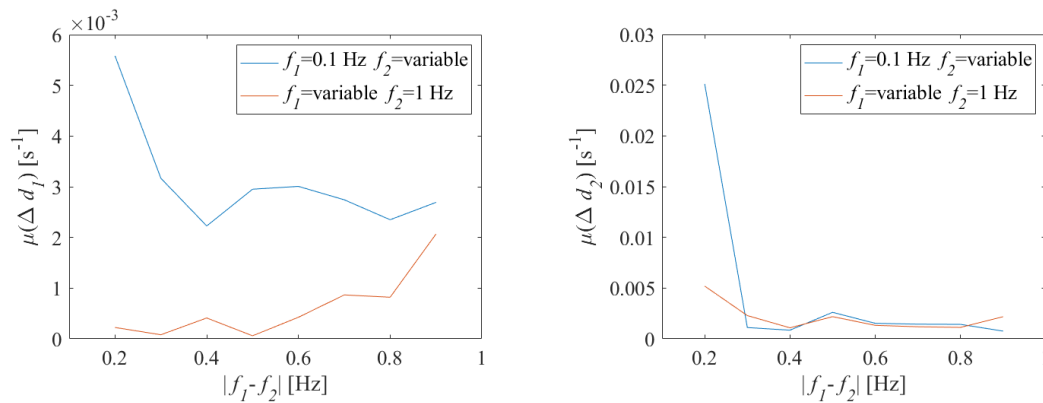 ×10⁻³
6
5
4
3
2
1
0
μ(Δ d₁) [s⁻¹]
f₁=0.1 Hz f₂=variable
f₁=variable f₂=1 Hz
0.2 0.4 0.6 0.8 1
|f₁-f₂| [Hz]
0.03
0.025
0.02
0.015
0.01
0.005
0
μ(Δ d₂) [s⁻¹]
f₁=0.1 Hz f₂=variable
f₁=variable f₂=1 Hz
0.2 0.4 0.6 0.8
|f₁-f₂| [Hz]